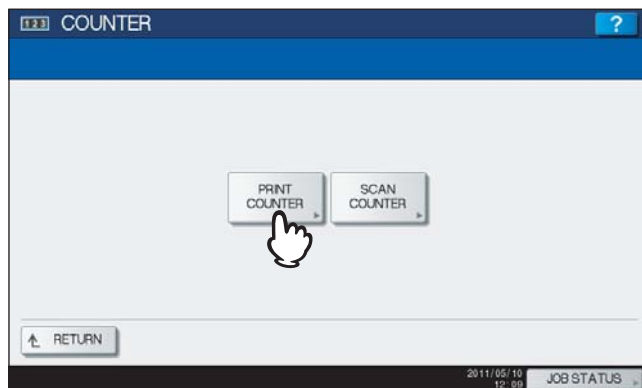 123 COUNTER
?
PRINT
COUNTER
SCAN
COUNTER
RETURN
2011/05/10
12:09
JOB STATUS